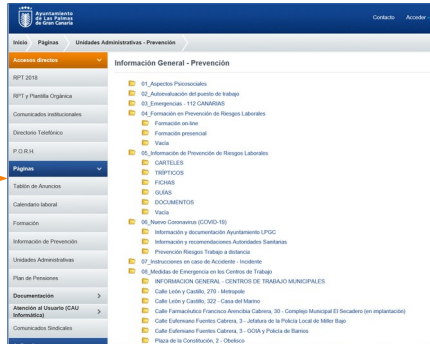 Ayuntamiento
de Las Palmas
de Gran Canaria
Contacto Acceder
Inicio Páginas Unidades Administrativas - Prevención
Accesos directos
RPT 2018
RPT y Plantilla Orgánica
Comunicados institucionales
Directorio Telefónico
P.O.R.H.
Páginas
Tablón de Anuncios
Calendario laboral
Formación
Información de Prevención
Unidades Administrativas
Plan de Pensiones
Documentación
Atención al Usuario (CAU
Informática)
Comunicados Sindicales
Información General - Prevención
01_Aspectos Psicosociales
02_Autoevaluación del puesto de trabajo
03_Emergencias - 112 CANARIAS
04_Formación en Prevención de Riesgos Laborales
Formación on-line
Formación presencial
Vacía
05_Información de Prevención de Riesgos Laborales
CARTELES
TRÍPTICOS
FICHAS
GUÍAS
DOCUMENTOS
Vacía
06_Nuevo Coronavirus (COVID-19)
Información y documentación Ayuntamiento LPGC
Información y recomendaciones Autoridades Sanitarias
Prevención Riesgos Trabajo a distancia
07_Instrucciones en caso de Accidente - Incidente
08_Medidas de Emergencia en los Centros de Trabajo
INFORMACION GENERAL - CENTROS DE TRABAJO MUNICIPALES
Calle León y Castillo, 270 - Metropole
Calle León y Castillo, 322 - Casa del Marino
Calle Farmacéutico Francisco Arencibia Cabrera, 30 - Complejo Municipal El Secadero (en implantación)
Calle Eufemiano Fuentes Cabrera, 3 - Jefatura de la Policía Local de Miller Bajo
Calle Eufemiano Fuentes Cabrera, 3 - GOIA y Policía de Barrios
Plaza de la Constitución, 2 - Obelisco